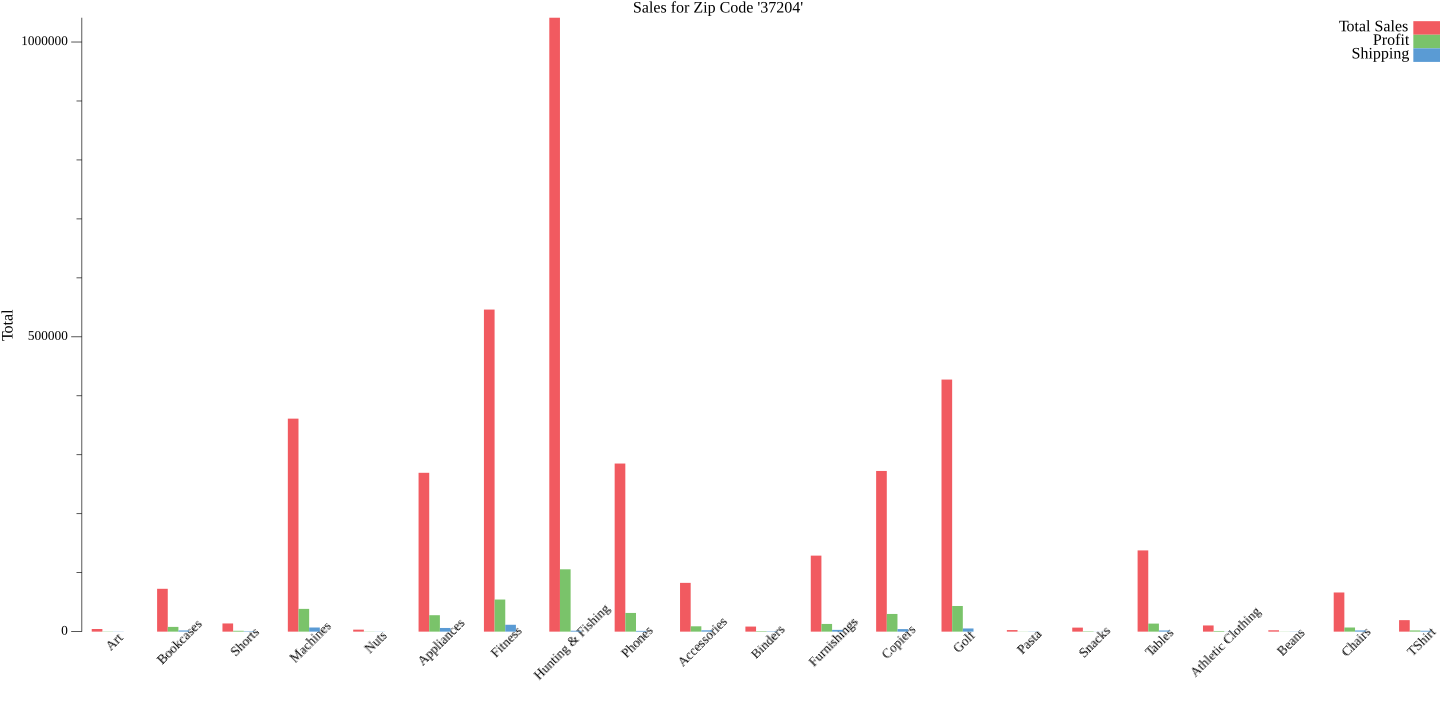 Sales for Zip Code '37204'
Total Sales
Profit
Shipping
Total
1000000
500000
0
Art
Bookcases
Shorts
Machines
Nuts
Appliances
Fitness
Hunting & Fishing
Phones
Accessories
Binders
Furnishings
Copiers
Golf
Pasta
Snacks
Tables
Athletic Clothing
Beans
Chairs
TShirt